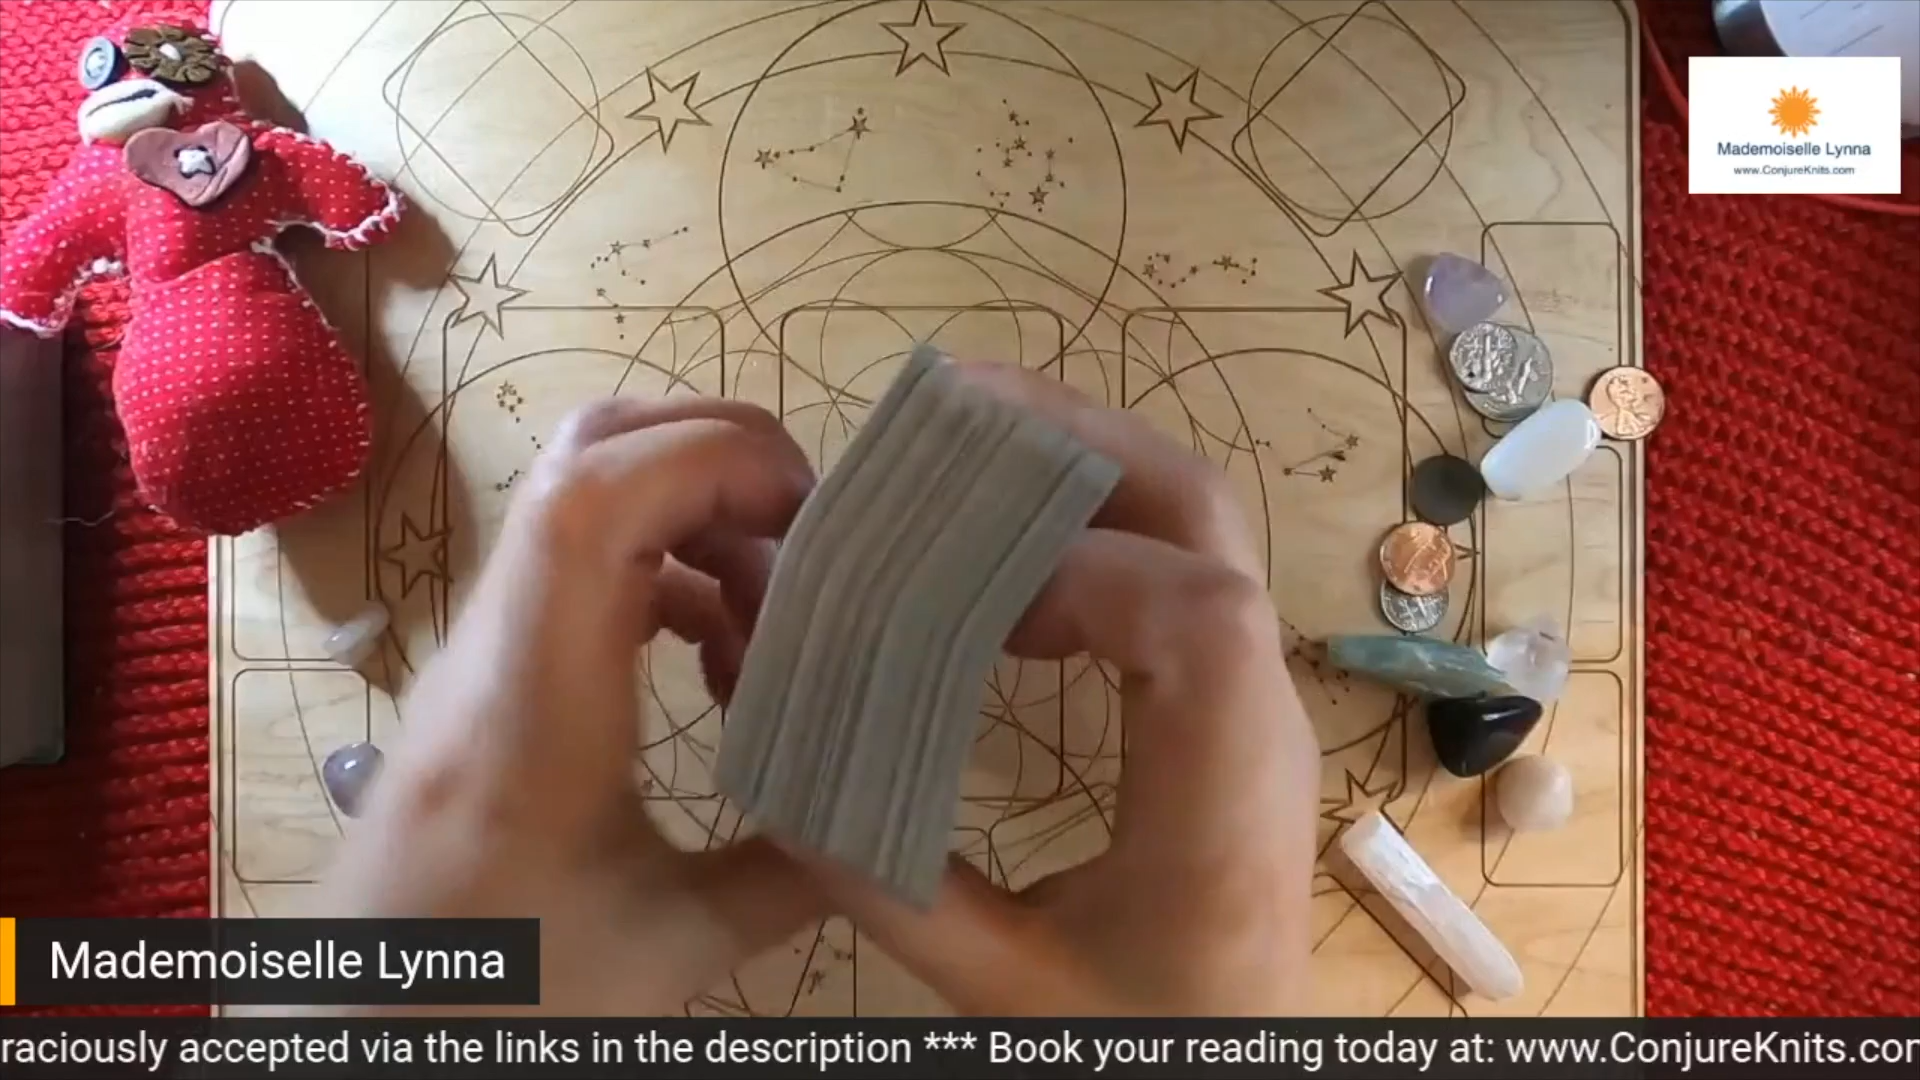 Mademoiselle Lynna
www.ConjureKnits.com
Mademoiselle Lynna
raciously accepted via the links in the description *** Book your reading today at: www.ConjureKnits.com